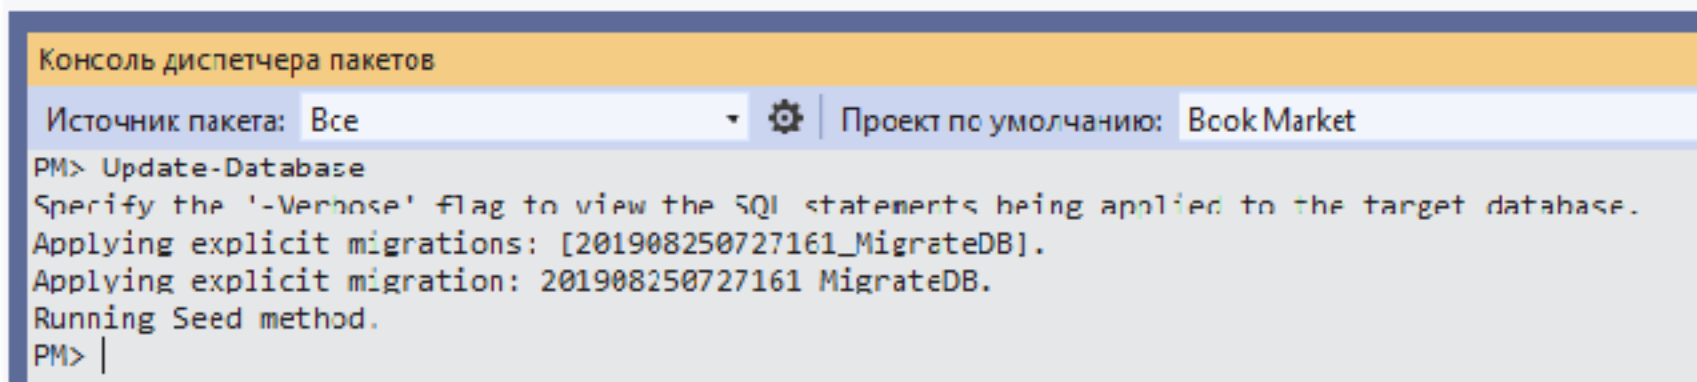 Консоль диспетчера пакетов
Источник пакета: Все Проект по умолчанию: Book Market
PM> Update-Database
Specify the '-Verbose' flag to view the SQL statements being applied to the target database.
Applying explicit migrations: [201908250727161_MigrateDB].
Applying explicit migration: 201908250727161_MigrateDB.
Running Seed method.
PM>